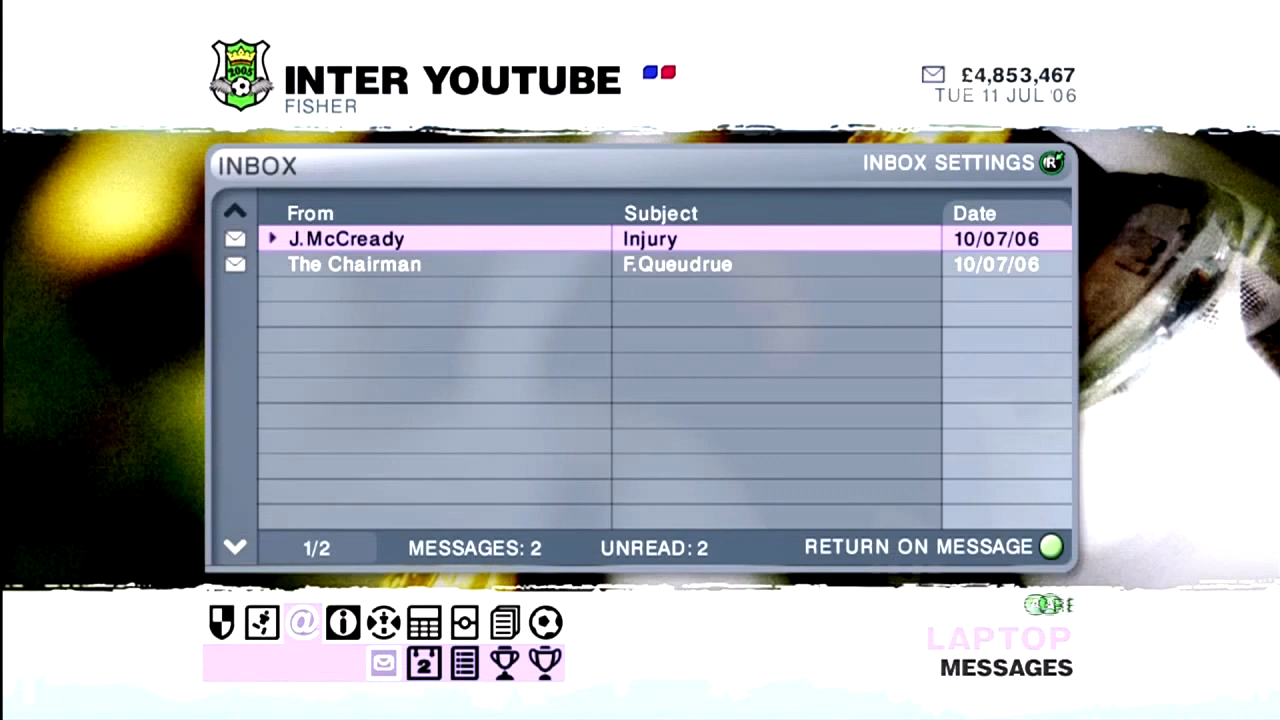 2005
INTER YOUTUBE
FISHER
£4,853,467
TUE 11 JUL '06
INBOX
INBOX SETTINGS R
From Subject Date
J.McCready Injury 10/07/06
The Chairman F.Queudrue 10/07/06
1/2 MESSAGES: 2 UNREAD: 2 RETURN ON MESSAGE
@ i
2
LAPTOP
MESSAGES